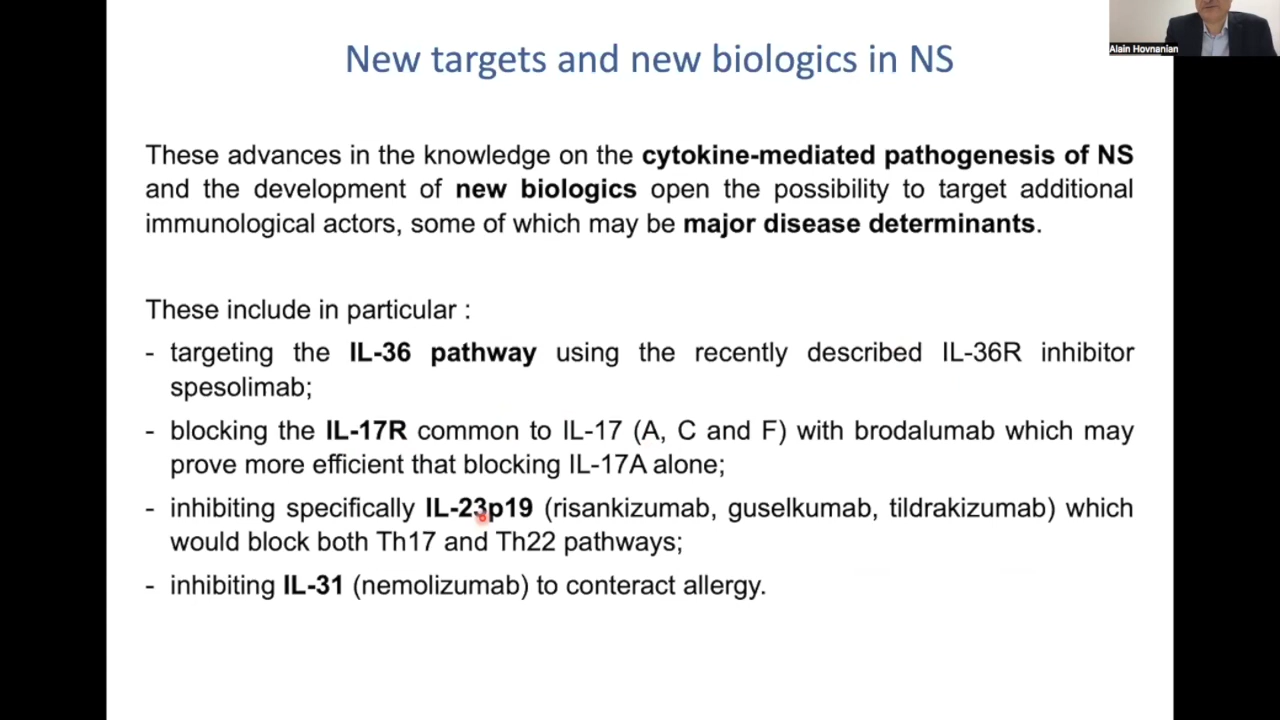 Alain Hovnanian
New targets and new biologics in NS
These advances in the knowledge on the cytokine-mediated pathogenesis of NS
and the development of new biologics open the possibility to target additional
immunological actors, some of which may be major disease determinants.
These include in particular :
- targeting the IL-36 pathway using the recently described IL-36R inhibitor
spesolimab;
- blocking the IL-17R common to IL-17 (A, C and F) with brodalumab which may
prove more efficient that blocking IL-17A alone;
- inhibiting specifically IL-23p19 (risankizumab, guselkumab, tildrakizumab) which
would block both Th17 and Th22 pathways;
- inhibiting IL-31 (nemolizumab) to conteract allergy.